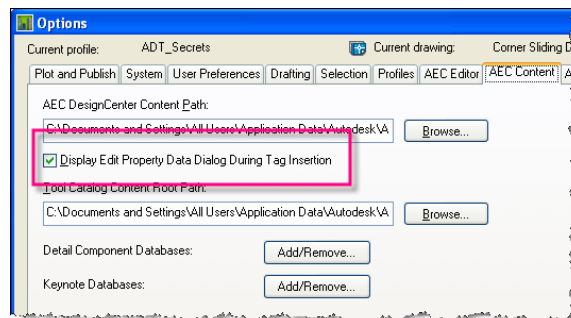 Options
Current profile: ADT_Secrets Current drawing: Corner Sliding D
Plot and Publish System User Preferences Drafting Selection Profiles AEC Editor AEC Content A
AEC DesignCenter Content Path:
C:\Documents and Settings\All Users\Application Data\Autodesk\A Browse...
Display Edit Property Data Dialog During Tag Insertion
Tool Catalog Content Root Path:
C:\Documents and Settings\All Users\Application Data\Autodesk\A Browse...
Detail Component Databases: Add/Remove...
Keynote Databases: Add/Remove...